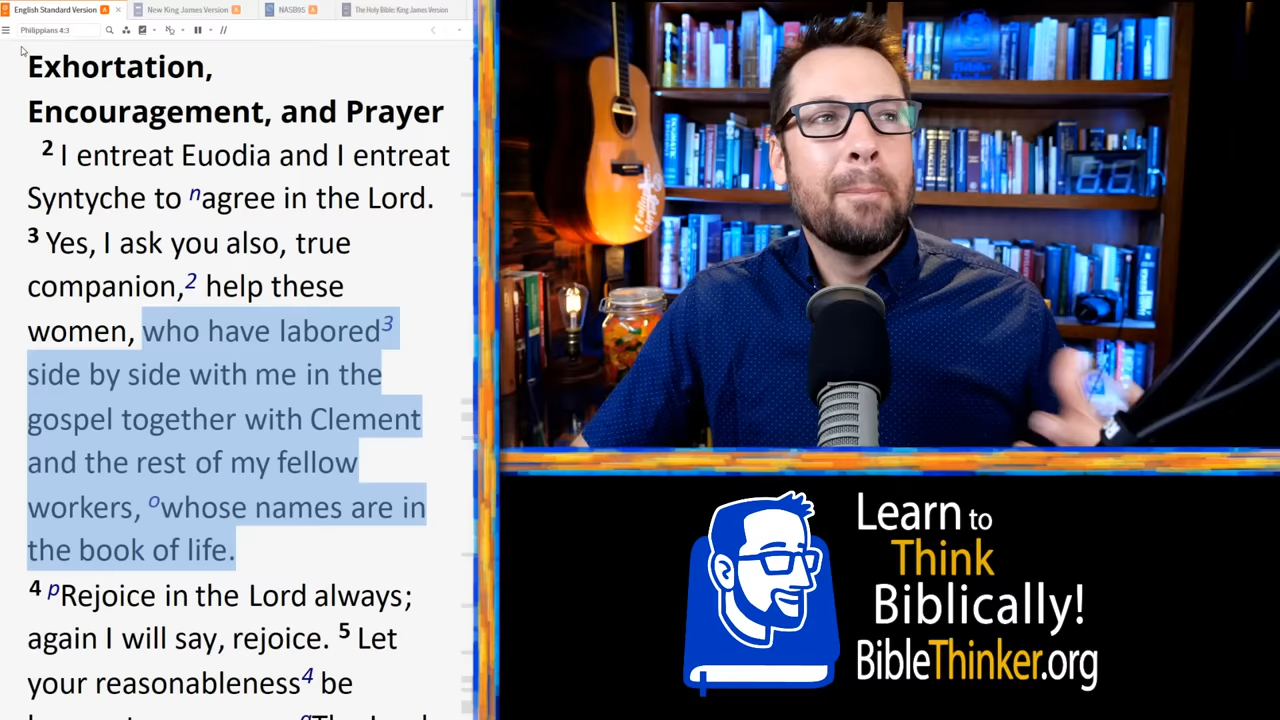 English Standard Version A
New King James Version A
NASB95 A
The Holy Bible: King James Version
Philippians 4:3
Exhortation,
Encouragement, and Prayer
2 I entreat Euodia and I entreat
Syntyche to nagree in the Lord.
3 Yes, I ask you also, true
companion,2 help these
women, who have labored3
side by side with me in the
gospel together with Clement
and the rest of my fellow
workers, owhose names are in
the book of life.
4 pRejoice in the Lord always;
again I will say, rejoice. 5 Let
your reasonableness4 be
Learn to
Think
Biblically!
BibleThinker.org